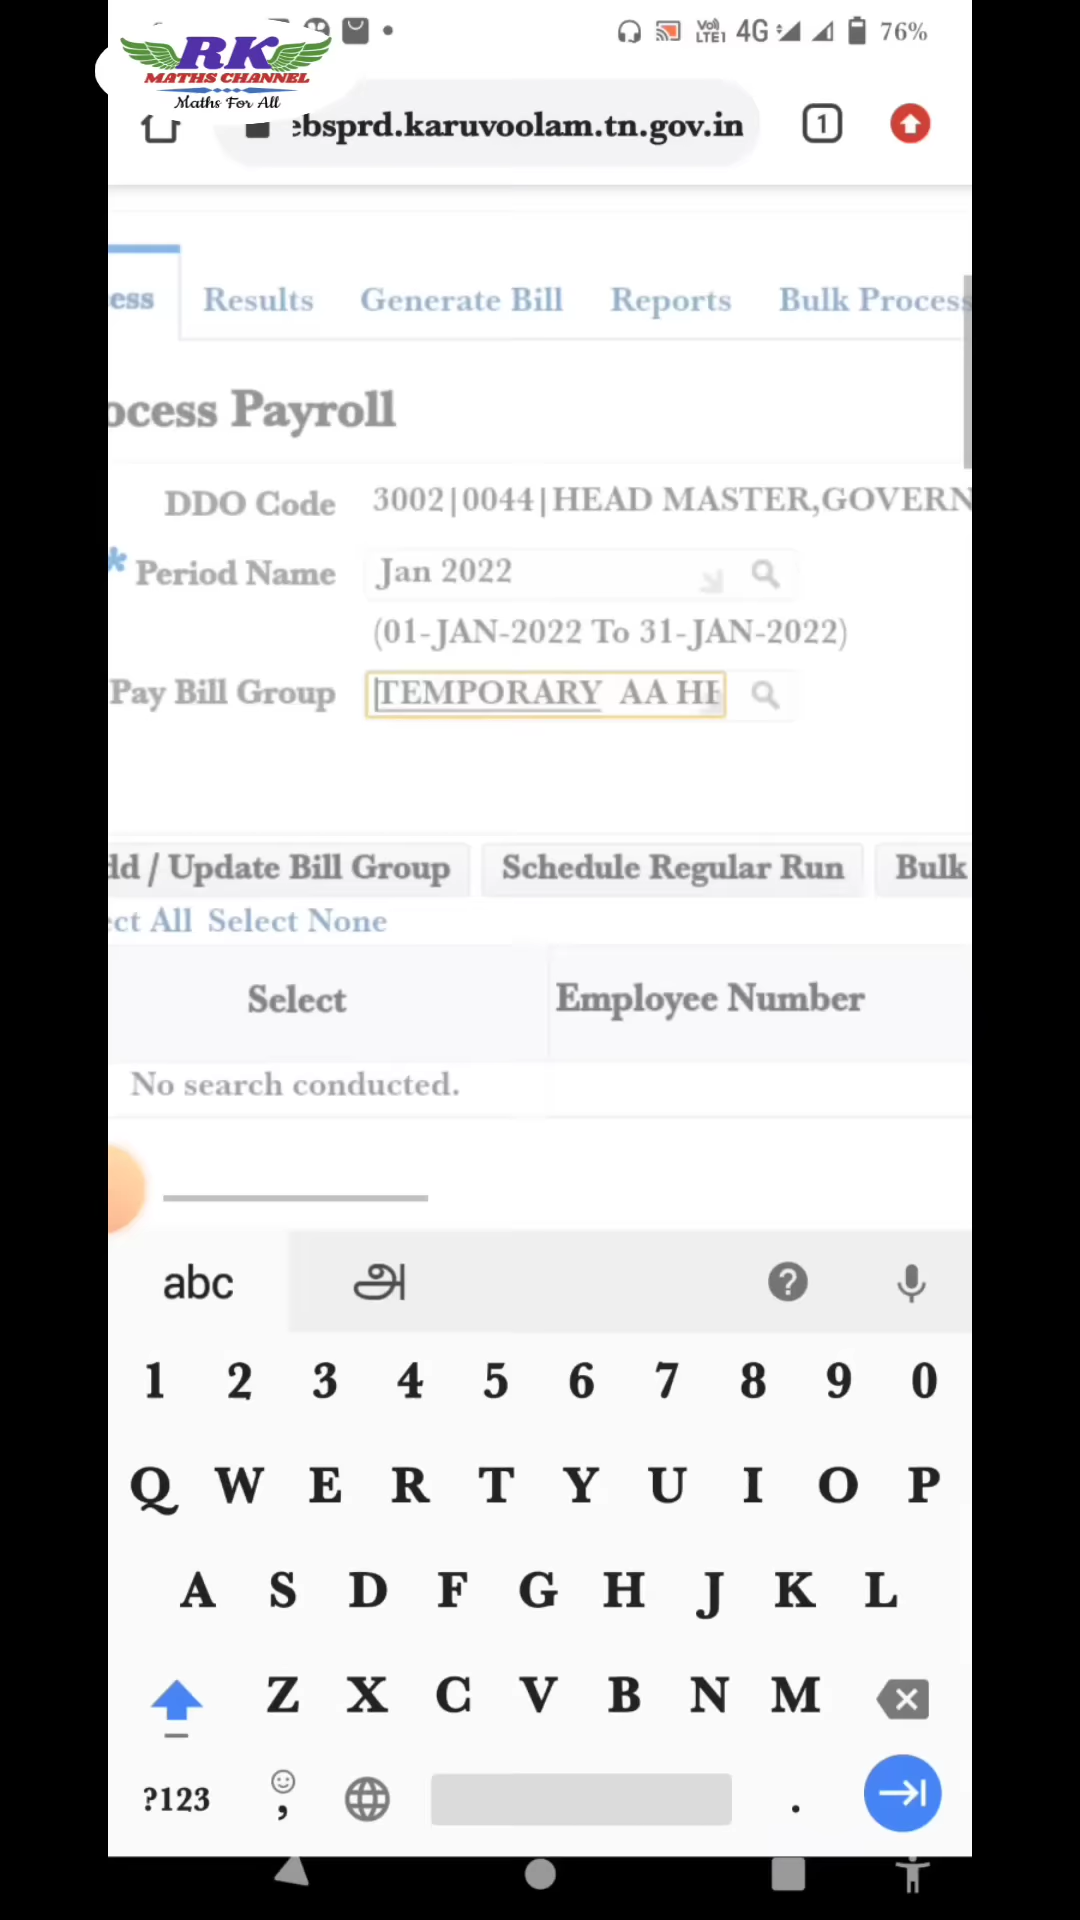 RK
MATHS CHANNEL
Maths For All
Vo)
LTE1 4G 76%
ebsprd.karuvoolam.tn.gov.in 1
ess Results Generate Bill Reports Bulk Process
ocess Payroll
DDO Code 3002|0044|HEAD MASTER,GOVERN
* Period Name Jan 2022
(01-JAN-2022 To 31-JAN-2022)
Pay Bill Group TEMPORARY AA HE
dd / Update Bill Group Schedule Regular Run Bulk
ct All Select None
Select Employee Number
No search conducted.
abc அ ?
1 2 3 4 5 6 7 8 9 0
Q W E R T Y U I O P
A S D F G H J K L
Z X C V B N M
?123 , .